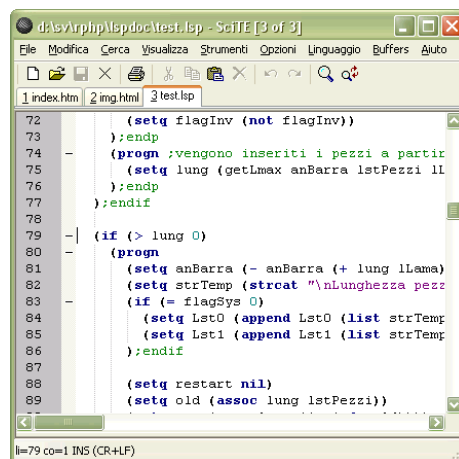 d:\sv\rphp\lspdoc\test.lsp - SciTE [3 of 3]
File Modifica Cerca Visualizza Strumenti Opzioni Linguaggio Buffers Aiuto
1 index.htm 2 img.html 3 test.lsp
72 (setq flagInv (not flagInv))
73 );endp
74 - (progn ;vengono inseriti i pezzi a partir
75 (setq lung (getLmax anBarra lstPezzi lL
76 );endp
77 );endif
78
79 - (if (> lung 0)
80 - (progn
81 (setq anBarra (- anBarra (+ lung lLama)
82 (setq strTemp (strcat "\nLunghezza pezz
83 - (if (= flagSys 0)
84 (setq Lst0 (append Lst0 (list strTemp
85 (setq Lst1 (append Lst1 (list strTemp
86 );endif
87
88 (setq restart nil)
89 (setq old (assoc lung lstPezzi))
li=79 co=1 INS (CR+LF)